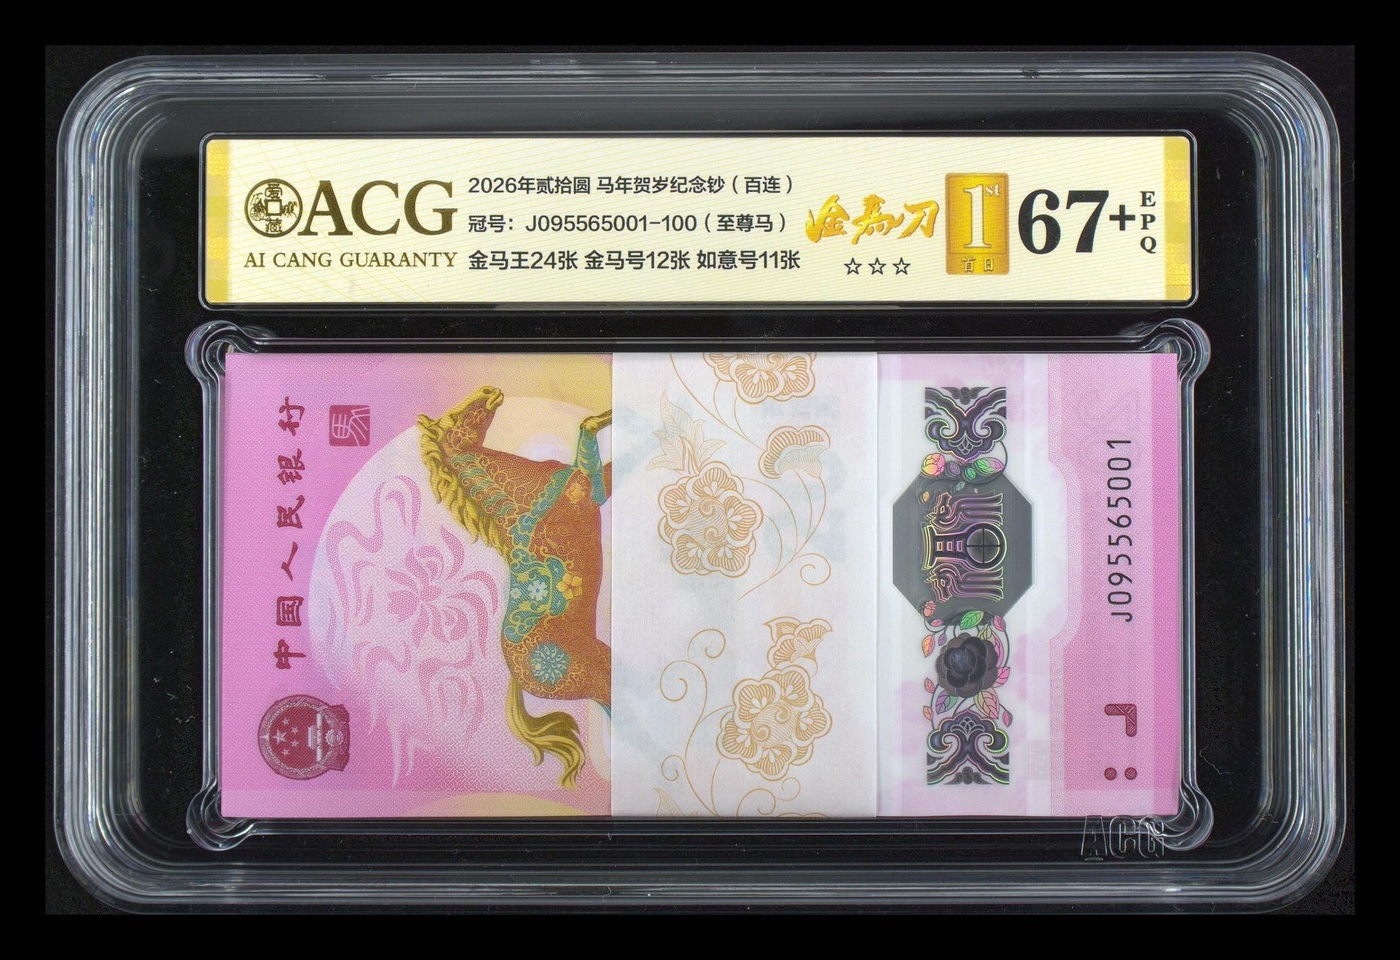 ACG
AI CANG GUARANTY
2026年贰拾圆 马年贺岁纪念钞（百连）
冠号：J095565001-100（至尊马）
金马王24张 金马号12张 如意号11张
金马刀
☆☆☆
1st
首日
67+
EPQ
中国人民银行
J095565001
ACG